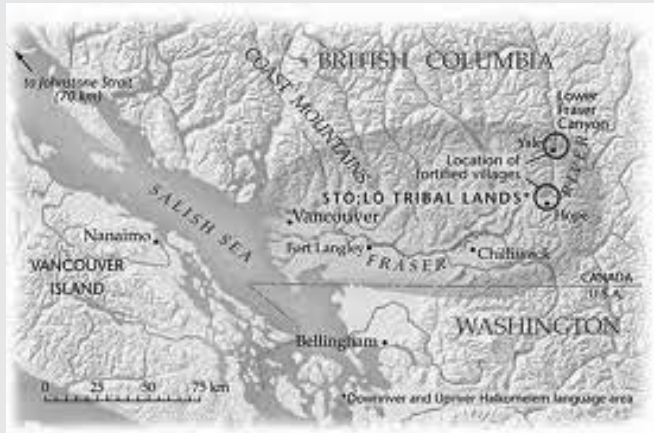 BRITISH COLUMBIA
to Johnstone Strait
(70 km)
COAST MOUNTAINS
Lower
Fraser
Canyon
Yale
Location of
fortified villages
RIVER
STÓ:LŌ TRIBAL LANDS*
Hope
SALISH SEA
Vancouver
Nanaimo
Fort Langley
FRASER
Chilliwack
VANCOUVER
ISLAND
CANADA
U.S.A.
WASHINGTON
Bellingham
0 25 50 75 km
*Downriver and Upriver Halkomelem language area